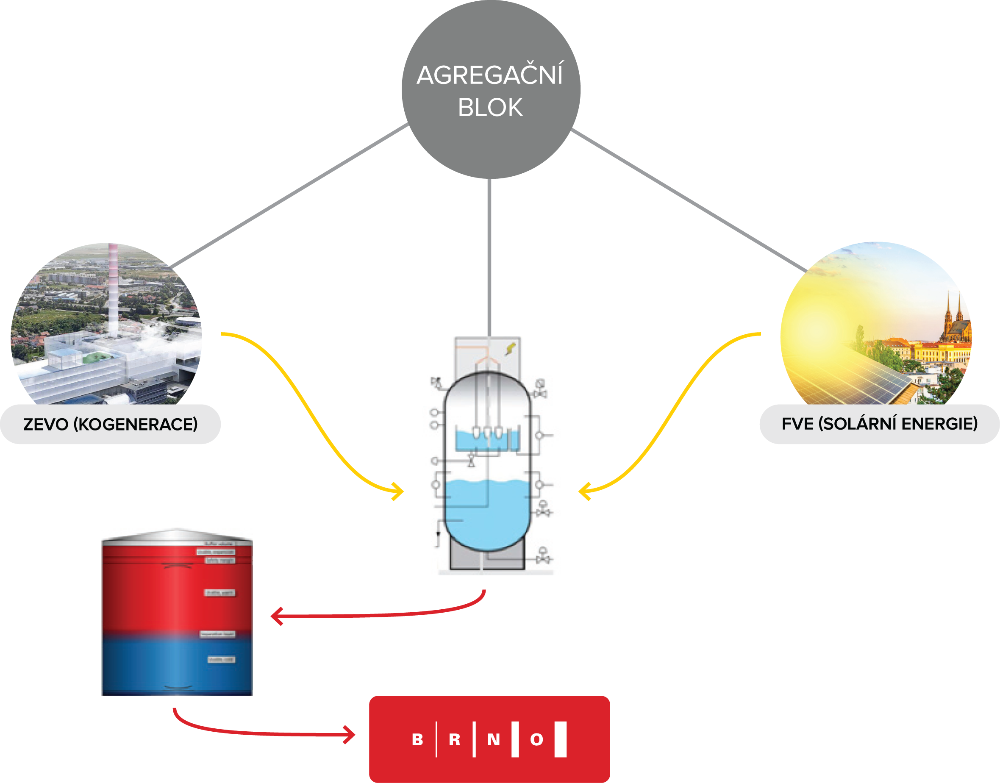 AGREGAČNÍ
BLOK
ZEVO (KOGENERACE)
FVE (SOLÁRNÍ ENERGIE)
B R N O